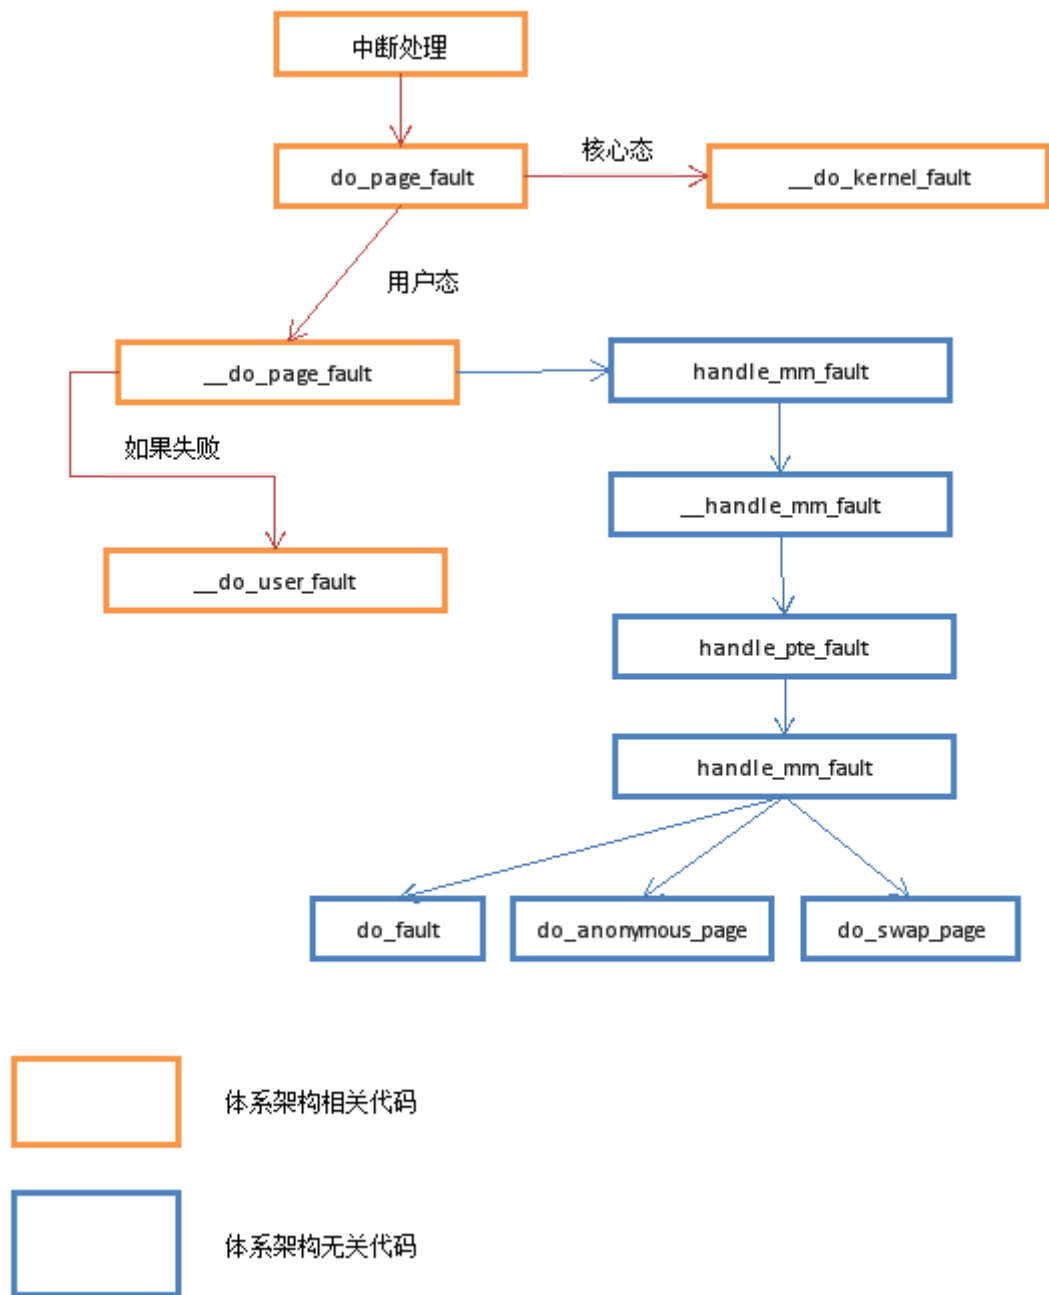 中断处理
do_page_fault
核心态
__do_kernel_fault
用户态
__do_page_fault
handle_mm_fault
如果失败
__handle_mm_fault
__do_user_fault
handle_pte_fault
handle_mm_fault
do_fault
do_anonymous_page
do_swap_page
体系架构相关代码
体系架构无关代码